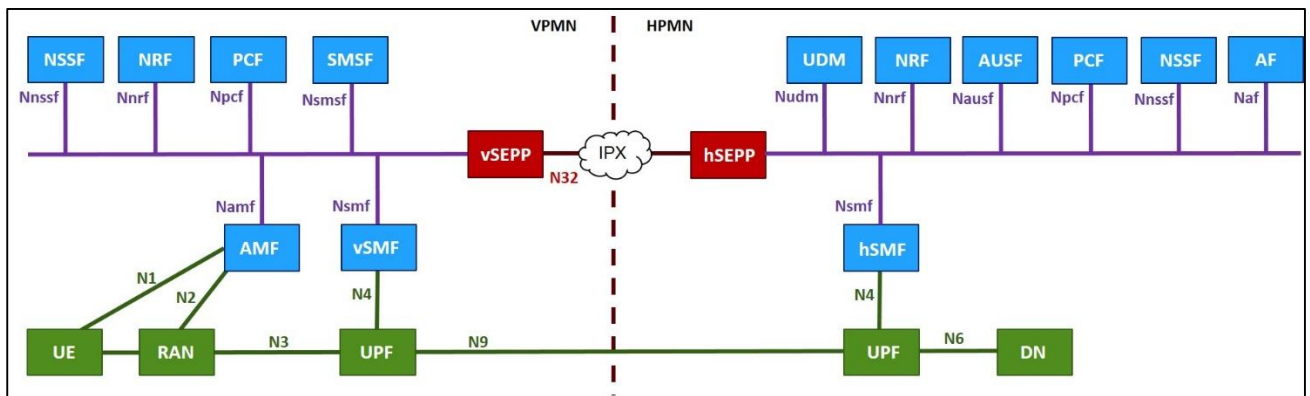 VPMN HPMN
NSSF NRF PCF SMSF UDM NRF AUSF PCF NSSF AF
Nnssf Nnrf Npcf Nsmsf Nudm Nnrf Nausf Npcf Nnssf Naf
vSEPP IPX hSEPP
N32
Namf Nsmf Nsmf
AMF vSMF hSMF
N1 N2 N4 N4
UE RAN N3 UPF N9 UPF N6 DN